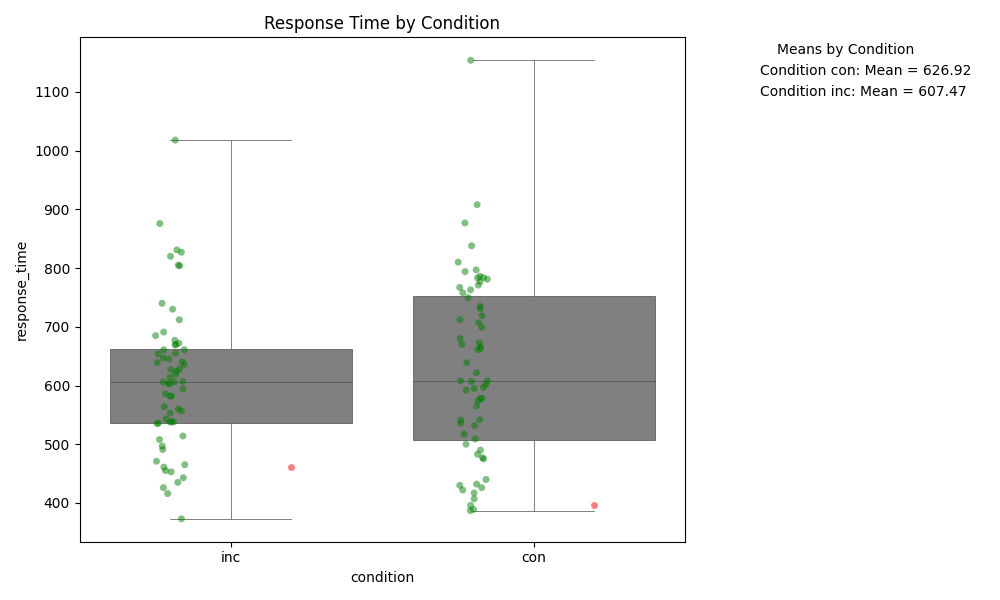 Response Time by Condition
Means by Condition
Condition con: Mean = 626.92
Condition inc: Mean = 607.47
response_time
1100
1000
900
800
700
600
500
400
inc con
condition